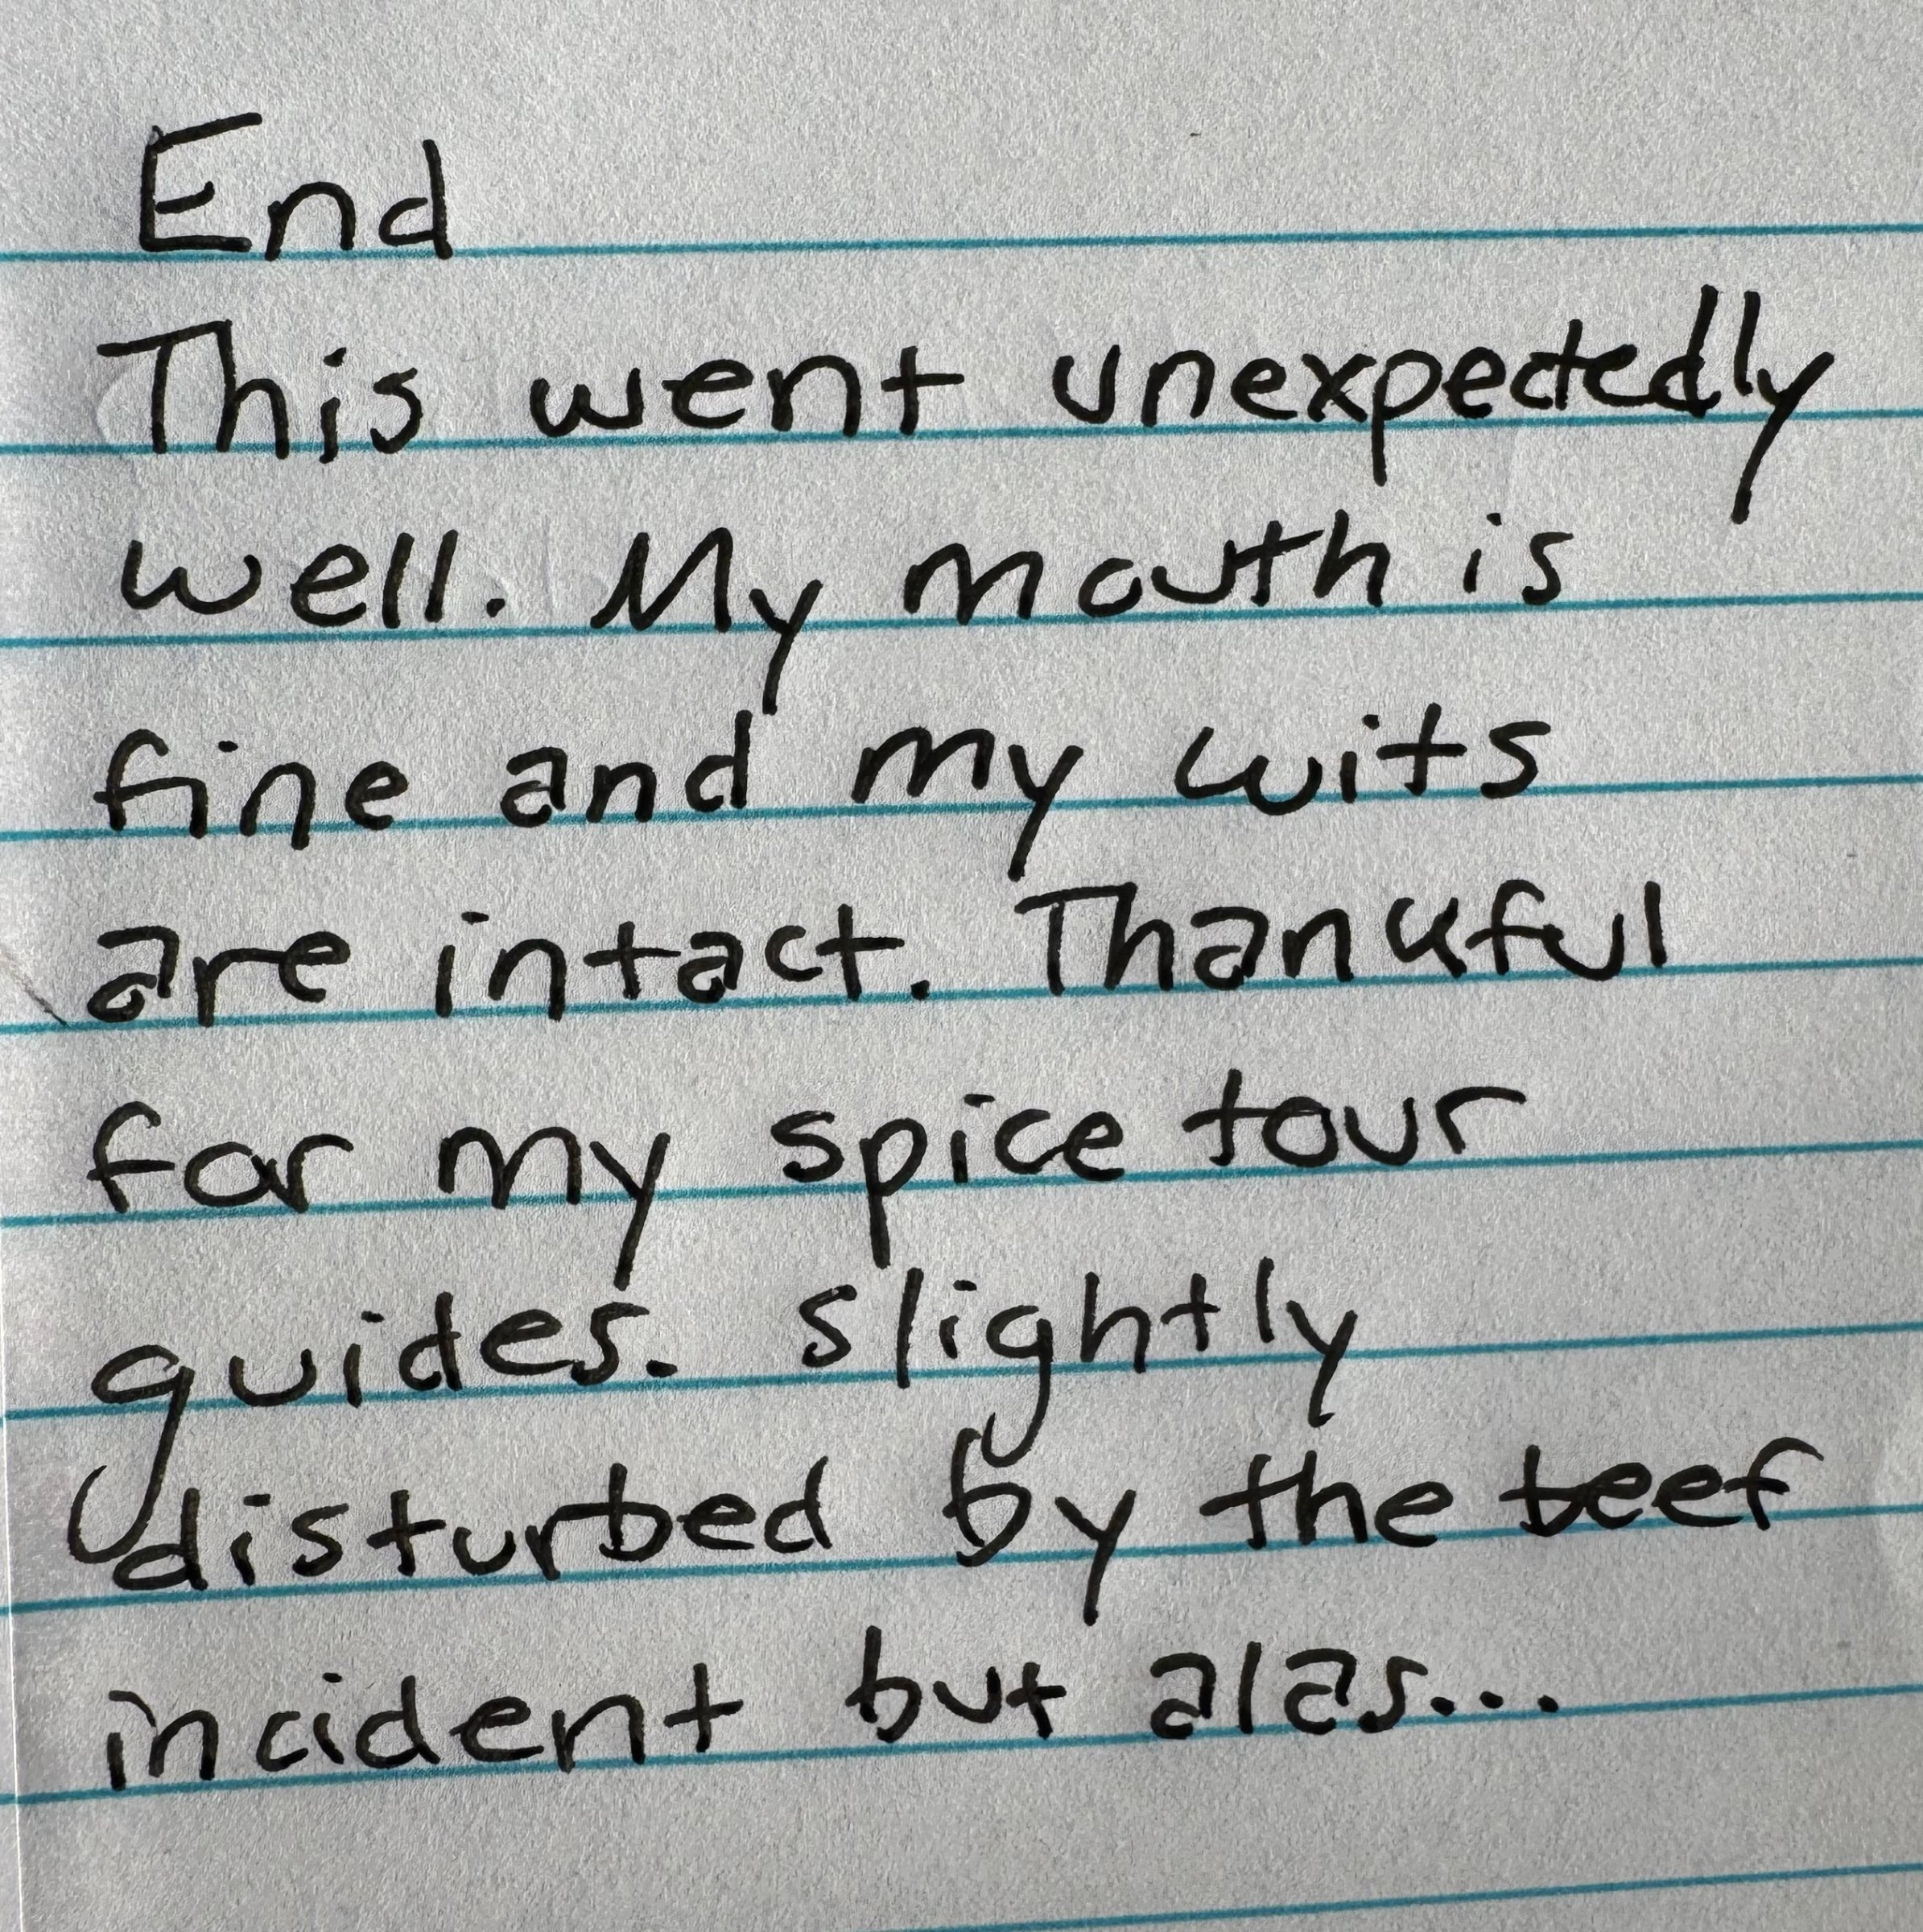 End
This went unexpectedly
well. My mouth is
fine and my wits
are intact. Thankful
for my spice tour
guides. Slightly
disturbed by the beef
incident but alas...